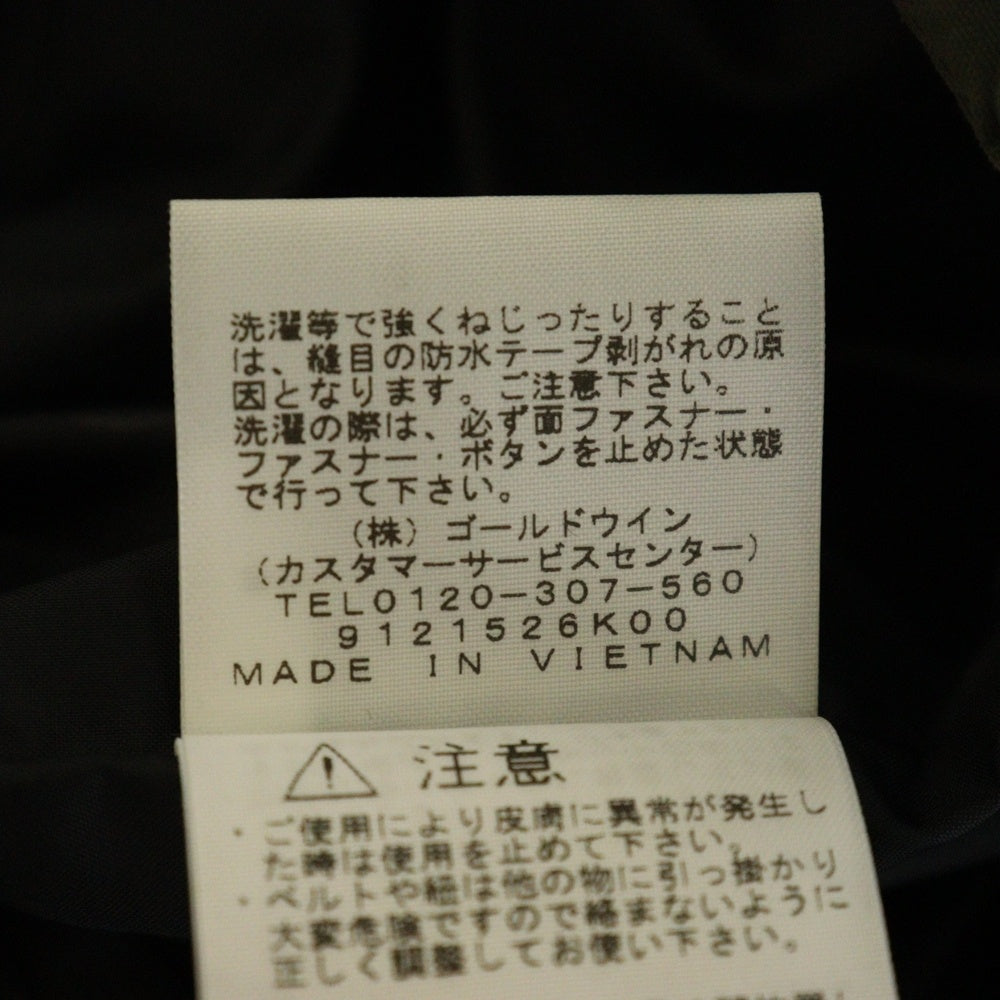 洗濯等で強くねじったりすること
は、縫目の防水テープ剥がれの原
因となります。ご注意下さい。
洗濯の際は、必ず面ファスナー・
ファスナー・ボタンを止めた状態
で行って下さい。
(株) ゴールドウイン
(カスタマーサービスセンター)
TEL0120-307-560
9121526K00
MADE IN VIETNAM
注意
・ご使用により皮膚に異常が発生し
た時は使用を止めて下さい。
・ベルトや紐は他の物に引っ掛かり
大変危険ですので絡まないように
正しく調整してお使い下さい。